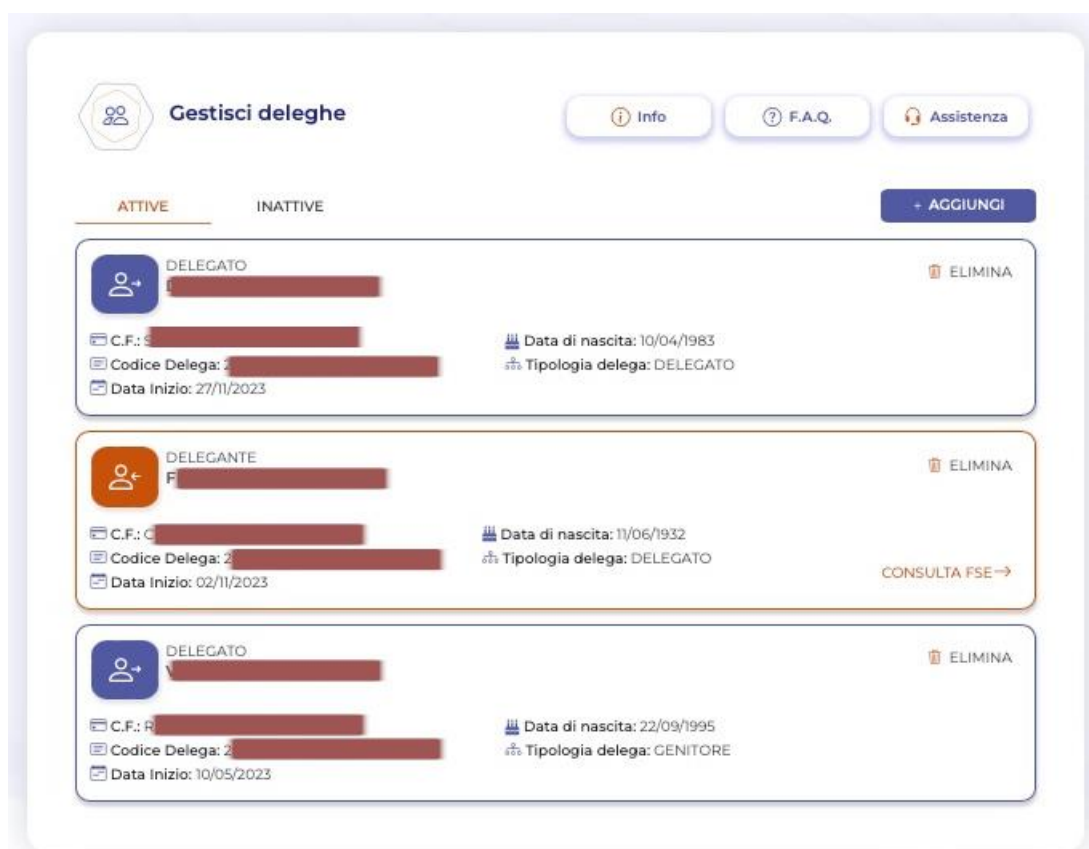 Gestisci deleghe
Info
F.A.Q.
Assistenza
ATTIVE
INATTIVE
+ AGGIUNGI
DELEGATO
ELIMINA
C.F.: S
Data di nascita: 10/04/1983
Codice Delega: 2
Tipologia delega: DELEGATO
Data Inizio: 27/11/2023
DELEGANTE
F
ELIMINA
C.F.: C
Data di nascita: 11/06/1932
Codice Delega: 2
Tipologia delega: DELEGATO
Data Inizio: 02/11/2023
CONSULTA FSE→
DELEGATO
ELIMINA
C.F.: R
Data di nascita: 22/09/1995
Codice Delega: 2
Tipologia delega: GENITORE
Data Inizio: 10/05/2023